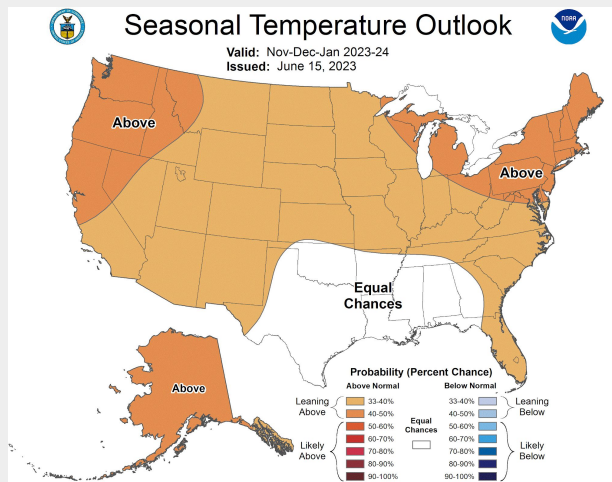 Seasonal Temperature Outlook
Valid: Nov-Dec-Jan 2023-24
Issued: June 15, 2023
NOAA
Above
Above
Equal
Chances
Above
Probability (Percent Chance)
Above Normal
Below Normal
Leaning
Above
33-40%
40-50%
Likely
Above
50-60%
60-70%
70-80%
80-90%
90-100%
Equal
Chances
33-40%
40-50%
Leaning
Below
50-60%
60-70%
70-80%
80-90%
90-100%
Likely
Below